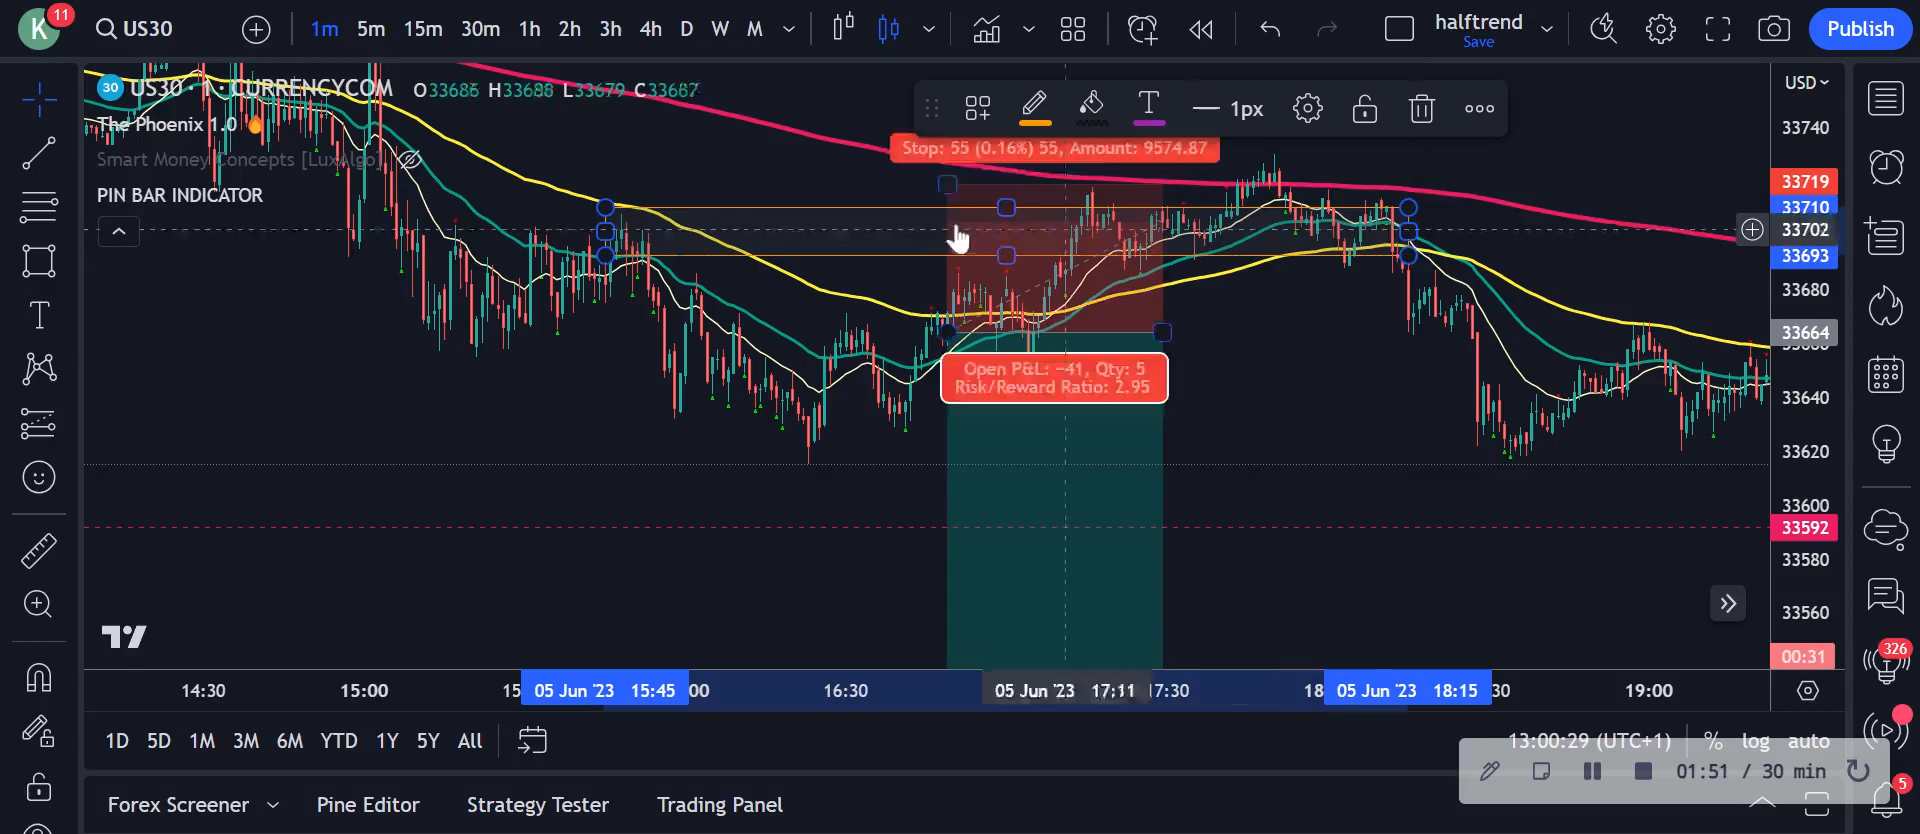 K 11 US30 1m 5m 15m 30m 1h 2h 3h 4h D W M halftrend Save Publish
30 US30 · 1 · CURRENCYCOM O33686 H33688 L33679 C33687 USD
1px
The Phoenix 1.0
33740
Stop: 55 (0.16%) 55, Amount: 9574.87
Smart Money Concepts [LuxAlgo]
33719
PIN BAR INDICATOR
33710
33702
33693
33680
33664
Open P&L: −41, Qty: 5
Risk/Reward Ratio: 2.95
33640
33620
33600
33592
33580
33560
326
00:31
14:30 15:00 15 05 Jun '23 15:45 00 16:30 05 Jun '23 17:11 17:30 18 05 Jun '23 18:15 30 19:00
1D 5D 1M 3M 6M YTD 1Y 5Y All 13:00:29 (UTC+1) % log auto
01:51 / 30 min
5
Forex Screener Pine Editor Strategy Tester Trading Panel